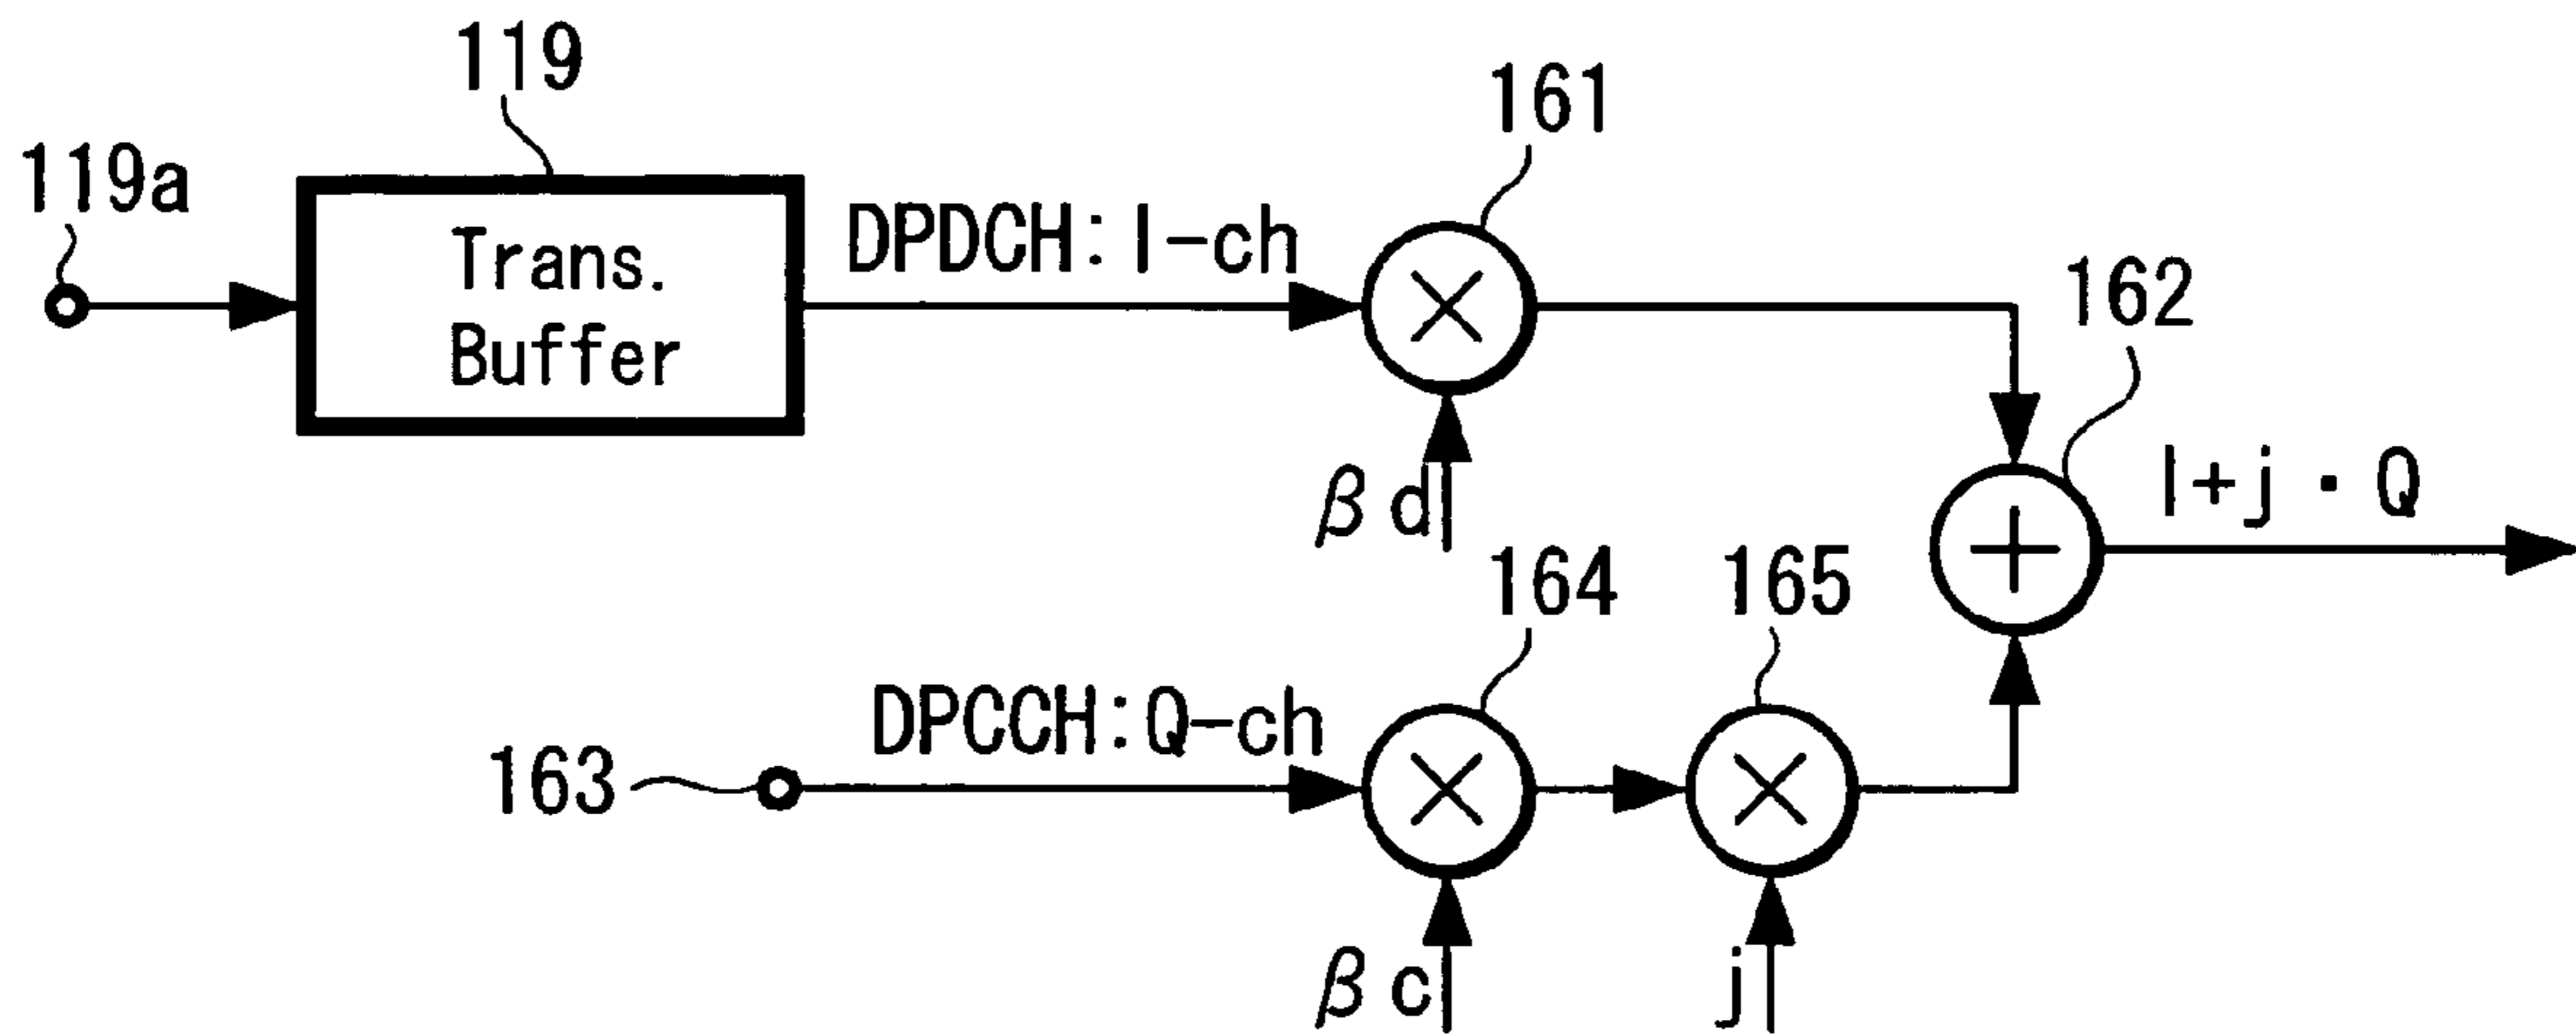 119
161
119a
Trans.
Buffer
DPDCH: I-ch
162
βd
I+j・Q
164
165
DPCCH:Q-ch
163
βc
j